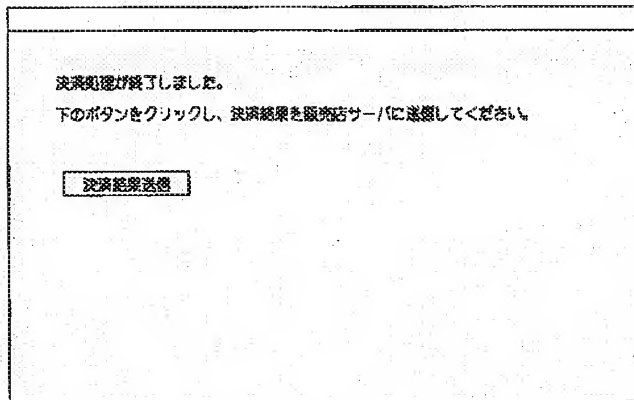 決済処理が終了しました。
下のボタンをクリックし、決済結果を販売店サーバに送信してください。
決済結果送信